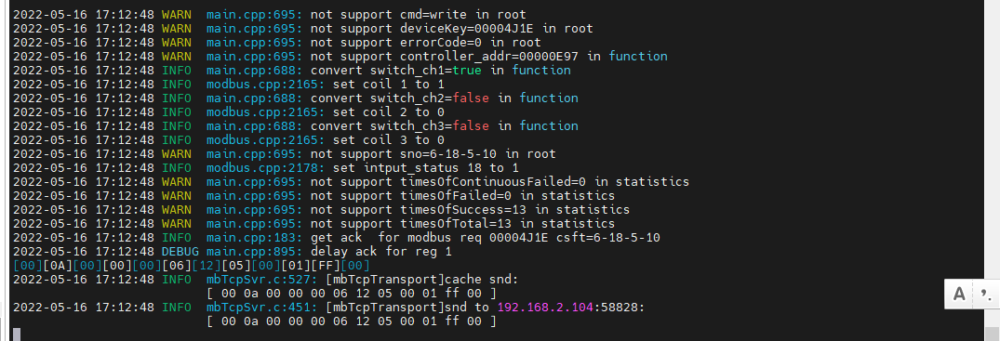 2022-05-16 17:12:48 WARN main.cpp:695: not support cmd=write in root
2022-05-16 17:12:48 WARN main.cpp:695: not support deviceKey=00004J1E in root
2022-05-16 17:12:48 WARN main.cpp:695: not support errorCode=0 in root
2022-05-16 17:12:48 WARN main.cpp:695: not support controller_addr=00000E97 in function
2022-05-16 17:12:48 INFO main.cpp:688: convert switch_ch1=true in function
2022-05-16 17:12:48 INFO modbus.cpp:2165: set coil 1 to 1
2022-05-16 17:12:48 INFO main.cpp:688: convert switch_ch2=false in function
2022-05-16 17:12:48 INFO modbus.cpp:2165: set coil 2 to 0
2022-05-16 17:12:48 INFO main.cpp:688: convert switch_ch3=false in function
2022-05-16 17:12:48 INFO modbus.cpp:2165: set coil 3 to 0
2022-05-16 17:12:48 WARN main.cpp:695: not support sno=6-18-5-10 in root
2022-05-16 17:12:48 INFO modbus.cpp:2178: set intput_status 18 to 1
2022-05-16 17:12:48 WARN main.cpp:695: not support timesOfContinuousFailed=0 in statistics
2022-05-16 17:12:48 WARN main.cpp:695: not support timesOfFailed=0 in statistics
2022-05-16 17:12:48 WARN main.cpp:695: not support timesOfSuccess=13 in statistics
2022-05-16 17:12:48 WARN main.cpp:695: not support timesOfTotal=13 in statistics
2022-05-16 17:12:48 INFO main.cpp:183: get ack  for modbus req 00004J1E csft=6-18-5-10
2022-05-16 17:12:48 DEBUG main.cpp:895: delay ack for reg 1
[00][0A][00][00][00][06][12][05][00][01][FF][00]
2022-05-16 17:12:48 INFO mbTcpSvr.c:527: [mbTcpTransport]cache snd:
[ 00 0a 00 00 00 06 12 05 00 01 ff 00 ]
2022-05-16 17:12:48 INFO mbTcpSvr.c:451: [mbTcpTransport]snd to 192.168.2.104:58828:
[ 00 0a 00 00 00 06 12 05 00 01 ff 00 ]
A